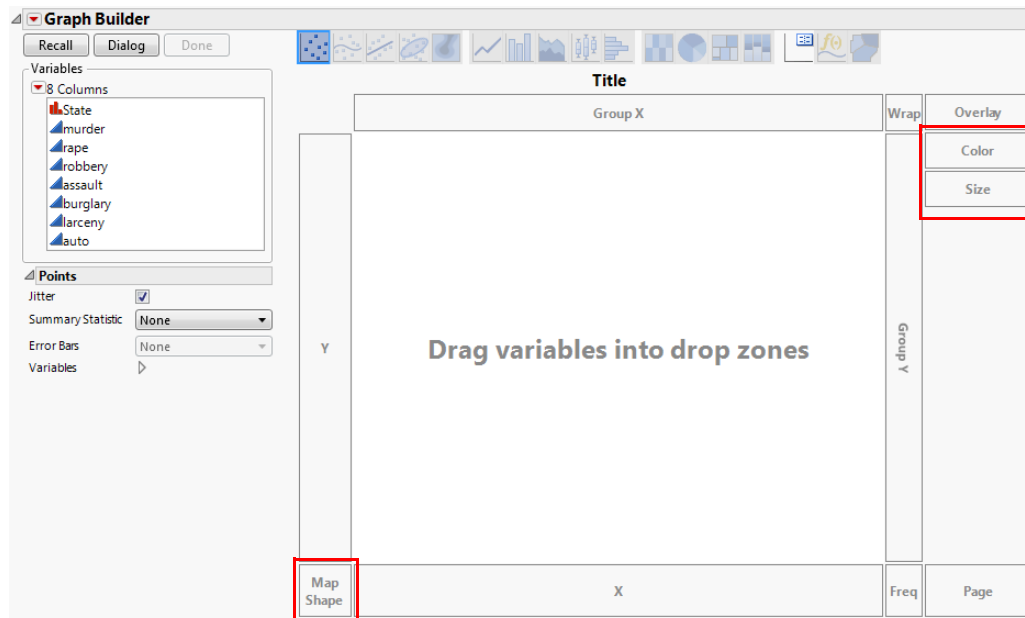 Graph Builder
Recall Dialog Done
Variables
8 Columns
State
murder
rape
robbery
assault
burglary
larceny
auto
Points
Jitter
Summary Statistic None
Error Bars None
Variables
Title
Group X
Wrap
Overlay
Color
Size
Y
Drag variables into drop zones
Group Y
Map
Shape
X
Freq
Page